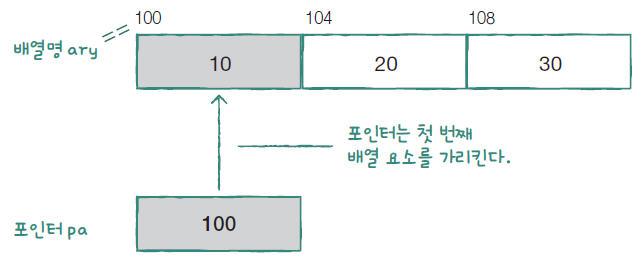 100 104 108
배열명 ary
10 20 30
포인터는 첫 번째
배열 요소를 가리킨다.
포인터 pa
100